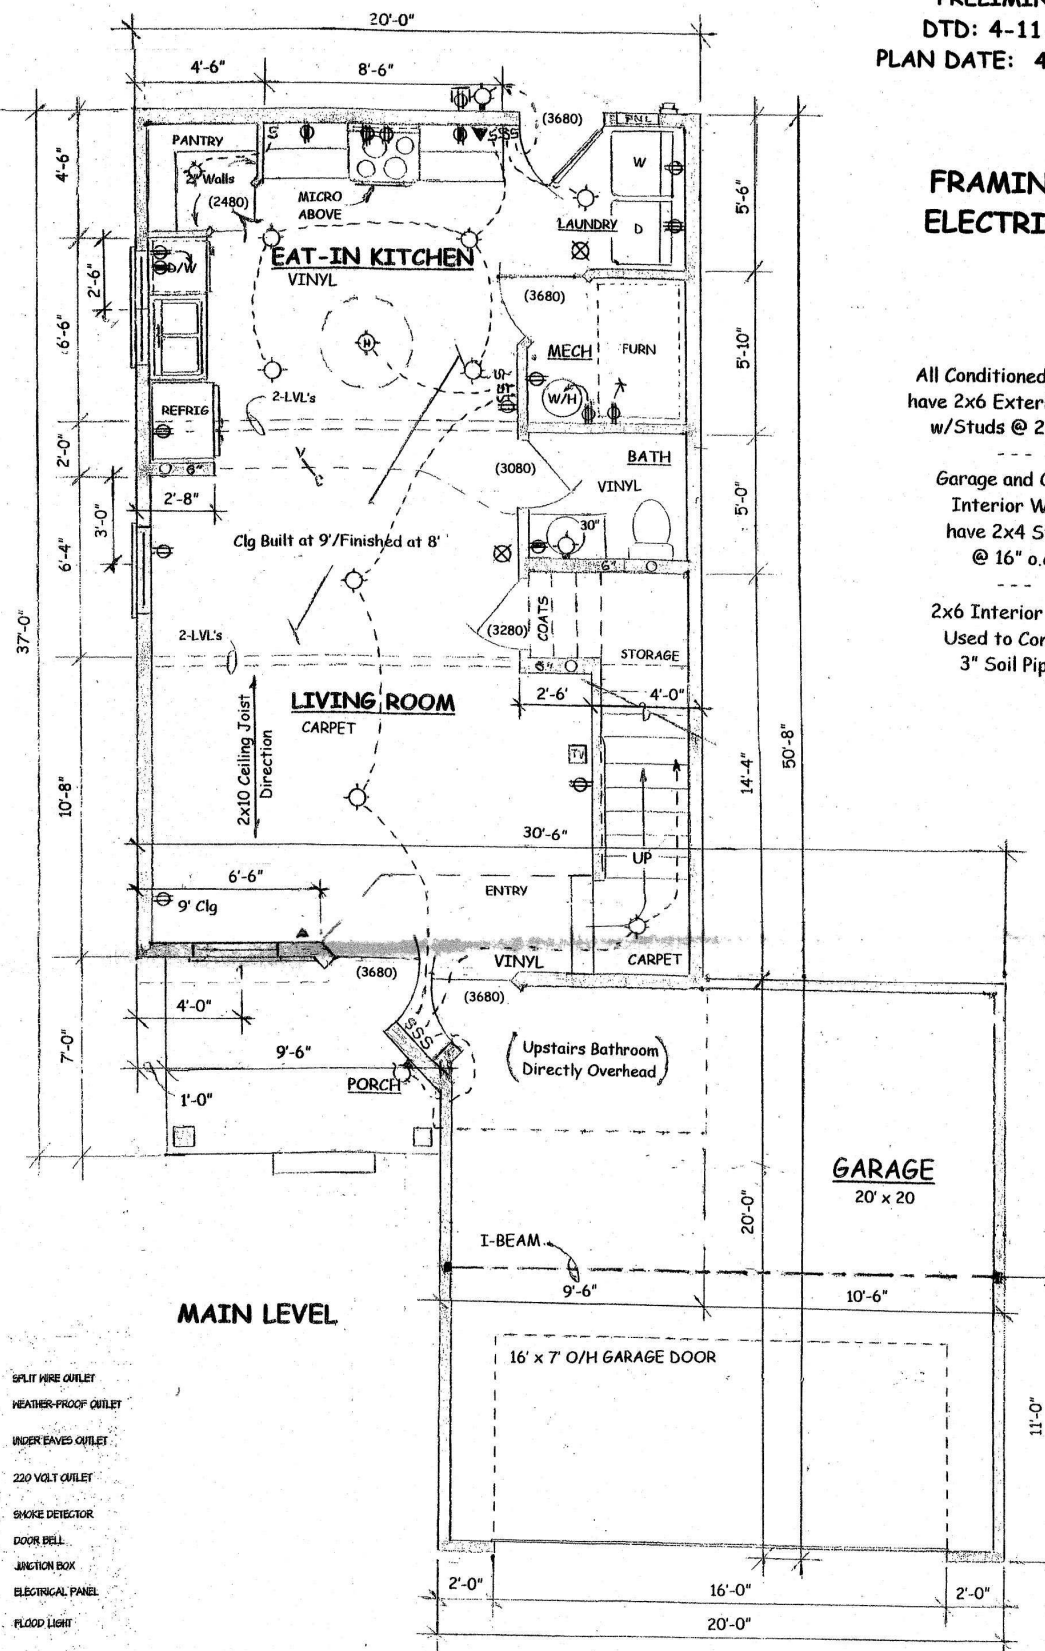 20'-0"
DTD: 4-11
PLAN DATE: 4
4'-6"
8'-6"
(3680)
PNL
PANTRY
2" Walls
(2480)
MICRO
ABOVE
W
D
LAUNDRY
4'-6"
5'-6"
FRAMIN
ELECTRI
EAT-IN KITCHEN
VINYL
D/W
2'-6"
6'-6"
(3680)
MECH
FURN
W/H
5'-10"
H
REFRIG
2-LVL's
SSS
All Conditioned
have 2x6 Exter
w/Studs @ 2
- - -
Garage and
Interior W
have 2x4 S
@ 16" o.
- - -
2x6 Interior
Used to Con
3" Soil Pip
2'-0"
6"
2'-8"
(3080)
BATH
VINYL
5'-0"
30"
3'-0"
6'-4"
Clg Built at 9'/Finished at 8'
6"
37'-0"
(3280)
COATS
STORAGE
2-LVL's
6"
2'-6'
4'-0"
LIVING ROOM
CARPET
2x10 Ceiling Joist
Direction
TV
14'-4"
50'-8"
10'-8"
30'-6"
UP
6'-6"
9' Clg
ENTRY
VINYL
CARPET
(3680)
(3680)
4'-0"
SSS
7'-0"
9'-6"
PORCH
1'-0"
(Upstairs Bathroom
Directly Overhead)
GARAGE
20' x 20
20'-0"
I-BEAM
9'-6"
10'-6"
MAIN LEVEL
16' x 7' O/H GARAGE DOOR
11'-0"
SPLIT WIRE OUTLET
WEATHER-PROOF OUTLET
UNDER EAVES OUTLET
220 VOLT OUTLET
SMOKE DETECTOR
DOOR BELL
JUNCTION BOX
ELECTRICAL PANEL
FLOOD LIGHT
2'-0"
16'-0"
2'-0"
20'-0"